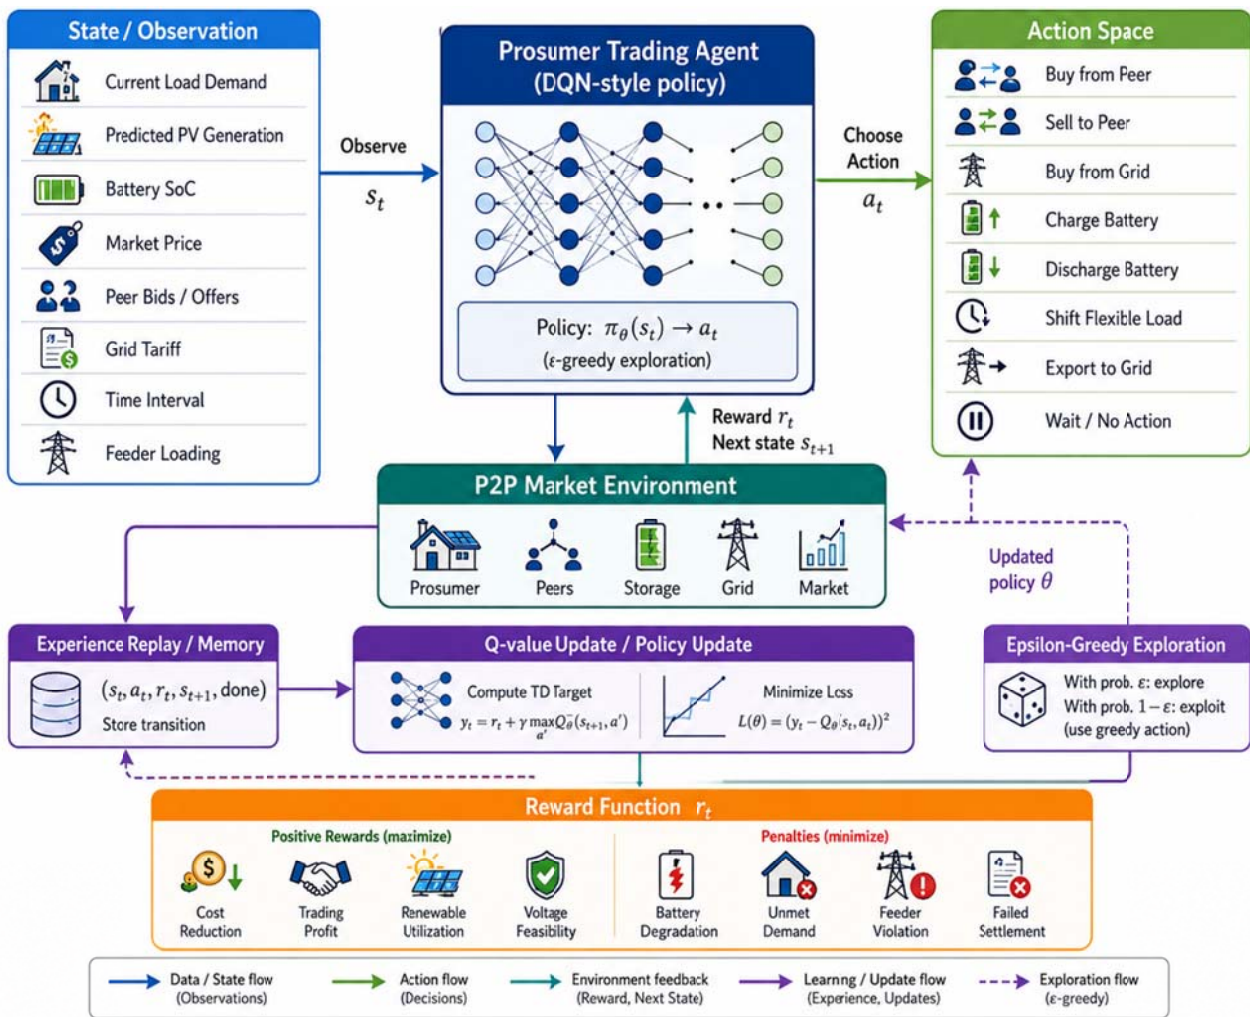 State / Observation
Current Load Demand
Predicted PV Generation
Battery SoC
Market Price
Peer Bids / Offers
Grid Tariff
Time Interval
Feeder Loading
Observe
s_t
Prosumer Trading Agent
(DQN-style policy)
Policy: π_θ(s_t) → a_t
(ε-greedy exploration)
Choose
Action
a_t
Action Space
Buy from Peer
Sell to Peer
Buy from Grid
Charge Battery
Discharge Battery
Shift Flexible Load
Export to Grid
Wait / No Action
Reward r_t
Next state s_{t+1}
P2P Market Environment
Prosumer
Peers
Storage
Grid
Market
Updated
policy θ
Experience Replay / Memory
(s_t, a_t, r_t, s_{t+1}, done)
Store transition
Q-value Update / Policy Update
Compute TD Target
y_t = r_t + γ max_{a'} Q_θ^-(s_{t+1}, a')
Minimize Loss
L(θ) = (y_t − Q_θ(s_t, a_t))²
Epsilon-Greedy Exploration
With prob. ε: explore
With prob. 1−ε: exploit
(use greedy action)
Reward Function r_t
Positive Rewards (maximize)
Cost
Reduction
Trading
Profit
Renewable
Utilization
Voltage
Feasibility
Penalties (minimize)
Battery
Degradation
Unmet
Demand
Feeder
Violation
Failed
Settlement
Data / State flow
(Observations)
Action flow
(Decisions)
Environment feedback
(Reward, Next State)
Learnng / Update flow
(Experience, Updates)
Exploration flow
(ε-greedy)